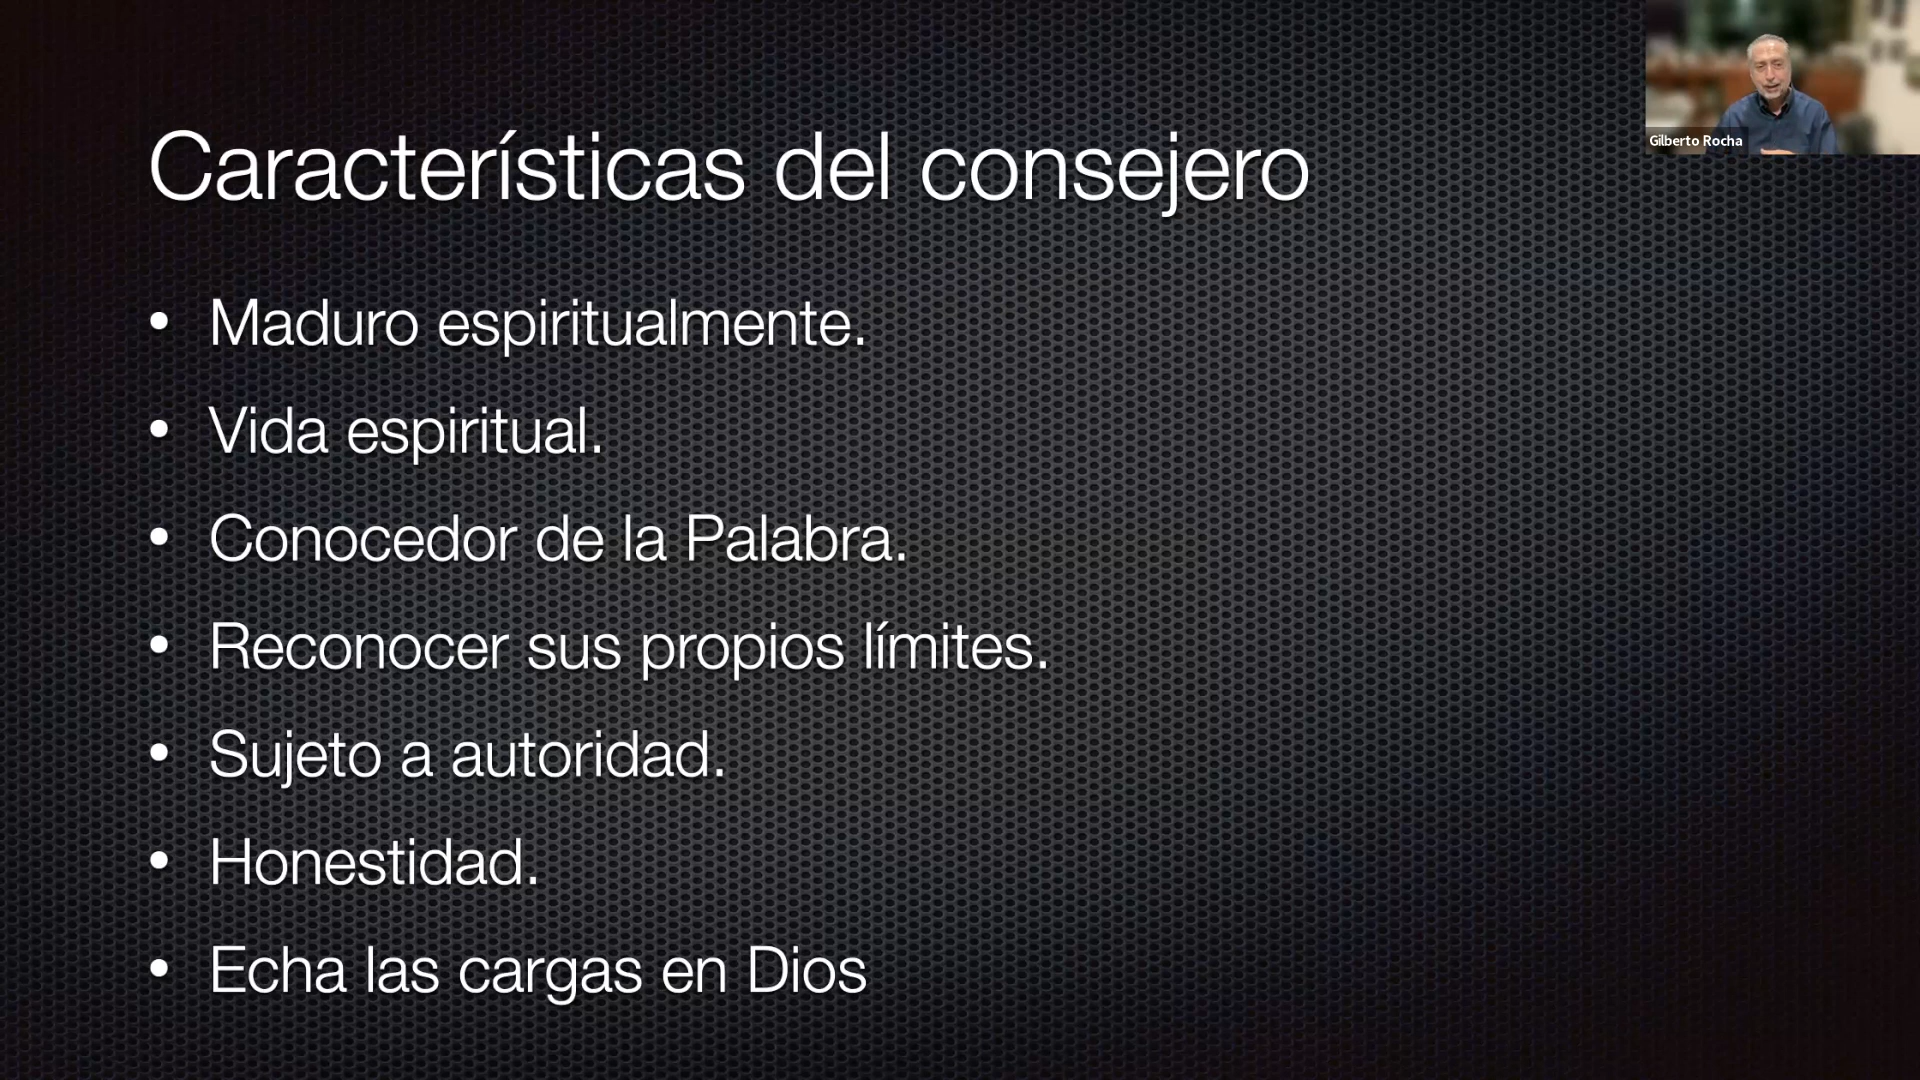 Gilberto Rocha
Características del consejero
• Maduro espiritualmente.
• Vida espiritual.
• Conocedor de la Palabra.
• Reconocer sus propios límites.
• Sujeto a autoridad.
• Honestidad.
• Echa las cargas en Dios